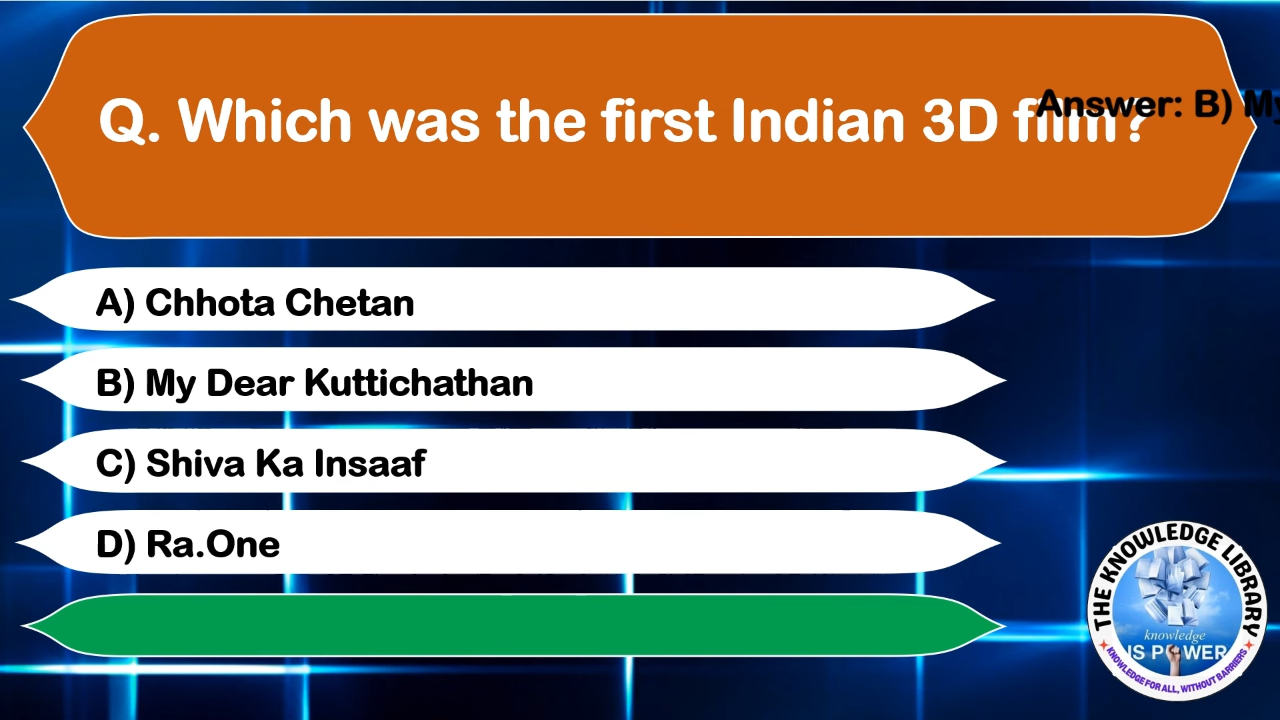 Q. Which was the first Indian 3D film?
Answer: B) My
A) Chhota Chetan
B) My Dear Kuttichathan
C) Shiva Ka Insaaf
D) Ra.One
THE KNOWLEDGE LIBRARY
knowledge
IS POWER
KNOWLEDGE FOR ALL, WITHOUT BARRIERS